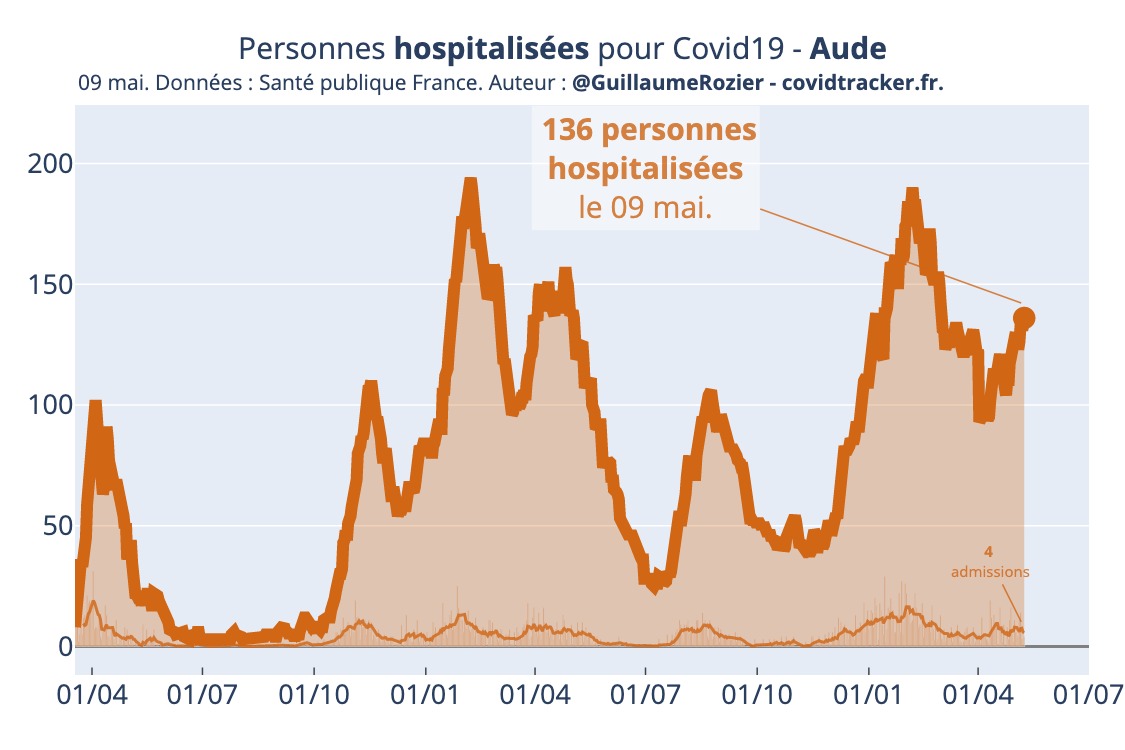 Personnes hospitalisées pour Covid19 - Aude
09 mai. Données : Santé publique France. Auteur : @GuillaumeRozier - covidtracker.fr.
136 personnes
hospitalisées
le 09 mai.
200
150
100
50
0
4
admissions
01/04 01/07 01/10 01/01 01/04 01/07 01/10 01/01 01/04 01/07